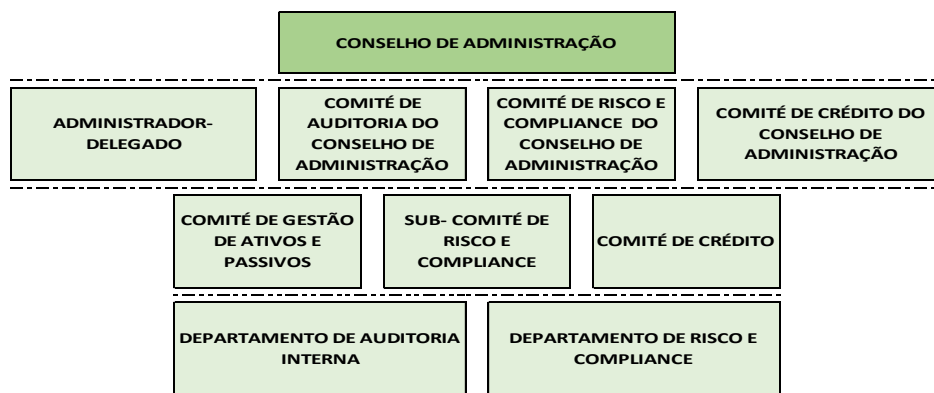 CONSELHO DE ADMINISTRAÇÃO
ADMINISTRADOR-
DELEGADO
COMITÉ DE
AUDITORIA DO
CONSELHO DE
ADMINISTRAÇÃO
COMITÉ DE RISCO E
COMPLIANCE DO
CONSELHO DE
ADMINISTRAÇÃO
COMITÉ DE CRÉDITO DO
CONSELHO DE
ADMINISTRAÇÃO
COMITÉ DE GESTÃO
DE ATIVOS E
PASSIVOS
SUB- COMITÉ DE
RISCO E
COMPLIANCE
COMITÉ DE CRÉDITO
DEPARTAMENTO DE AUDITORIA
INTERNA
DEPARTAMENTO DE RISCO E
COMPLIANCE